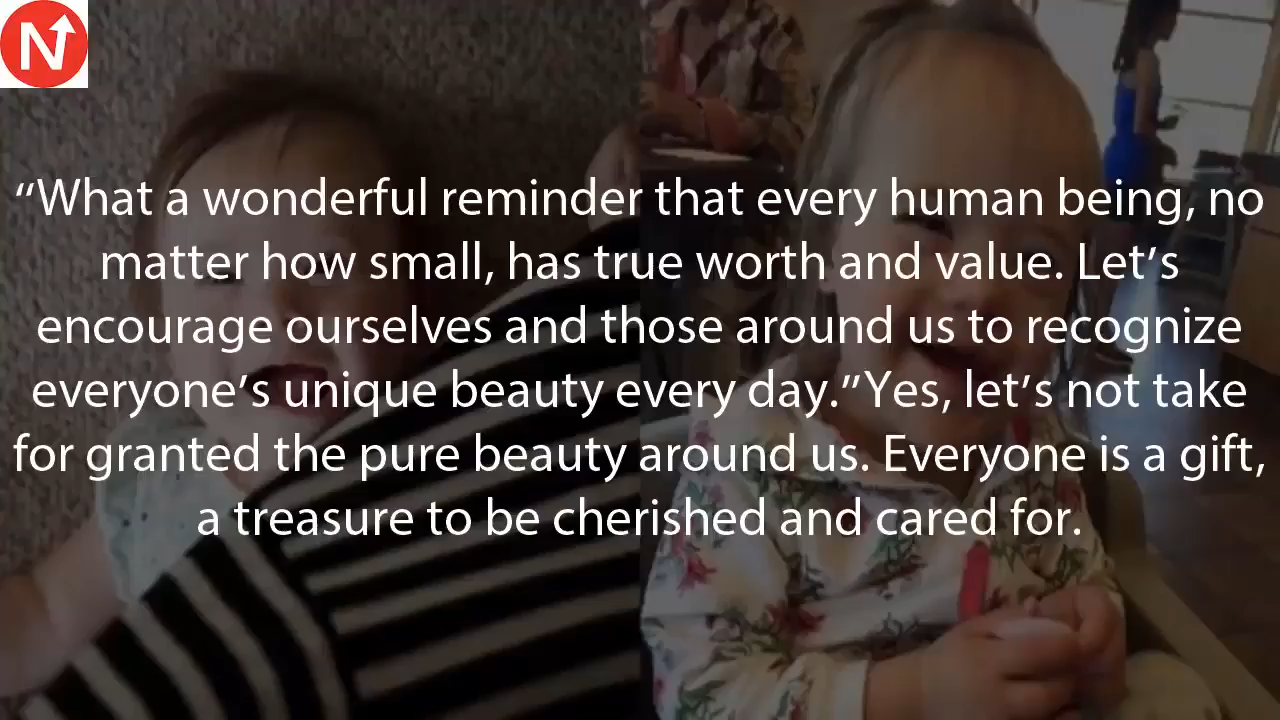 N
“What a wonderful reminder that every human being, no
matter how small, has true worth and value. Let’s
encourage ourselves and those around us to recognize
everyone’s unique beauty every day.”Yes, let’s not take
for granted the pure beauty around us. Everyone is a gift,
a treasure to be cherished and cared for.